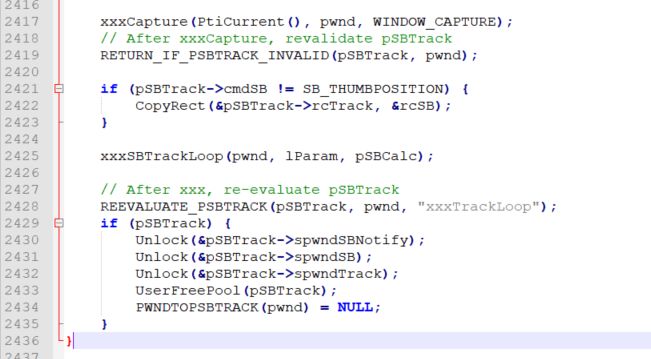 2416
2417 xxxCapture(PtiCurrent(), pwnd, WINDOW_CAPTURE);
2418 // After xxxCapture, revalidate pSBTrack
2419 RETURN_IF_PSBTRACK_INVALID(pSBTrack, pwnd);
2420
2421 if (pSBTrack->cmdSB != SB_THUMBPOSITION) {
2422 CopyRect(&pSBTrack->rcTrack, &rcSB);
2423 }
2424
2425 xxxSBTrackLoop(pwnd, lParam, pSBCalc);
2426
2427 // After xxx, re-evaluate pSBTrack
2428 REEVALUATE_PSBTRACK(pSBTrack, pwnd, "xxxTrackLoop");
2429 if (pSBTrack) {
2430 Unlock(&pSBTrack->spwndSBNotify);
2431 Unlock(&pSBTrack->spwndSB);
2432 Unlock(&pSBTrack->spwndTrack);
2433 UserFreePool(pSBTrack);
2434 PWNDTOPSBTRACK(pwnd) = NULL;
2435 }
2436 }
2437